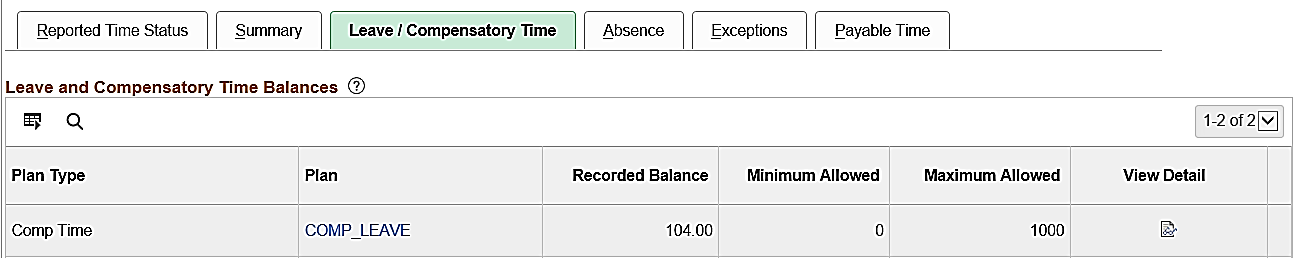 Reported Time Status Summary Leave / Compensatory Time Absence Exceptions Payable Time
Leave and Compensatory Time Balances ?
1-2 of 2
Plan Type Plan Recorded Balance Minimum Allowed Maximum Allowed View Detail
Comp Time COMP_LEAVE 104.00 0 1000